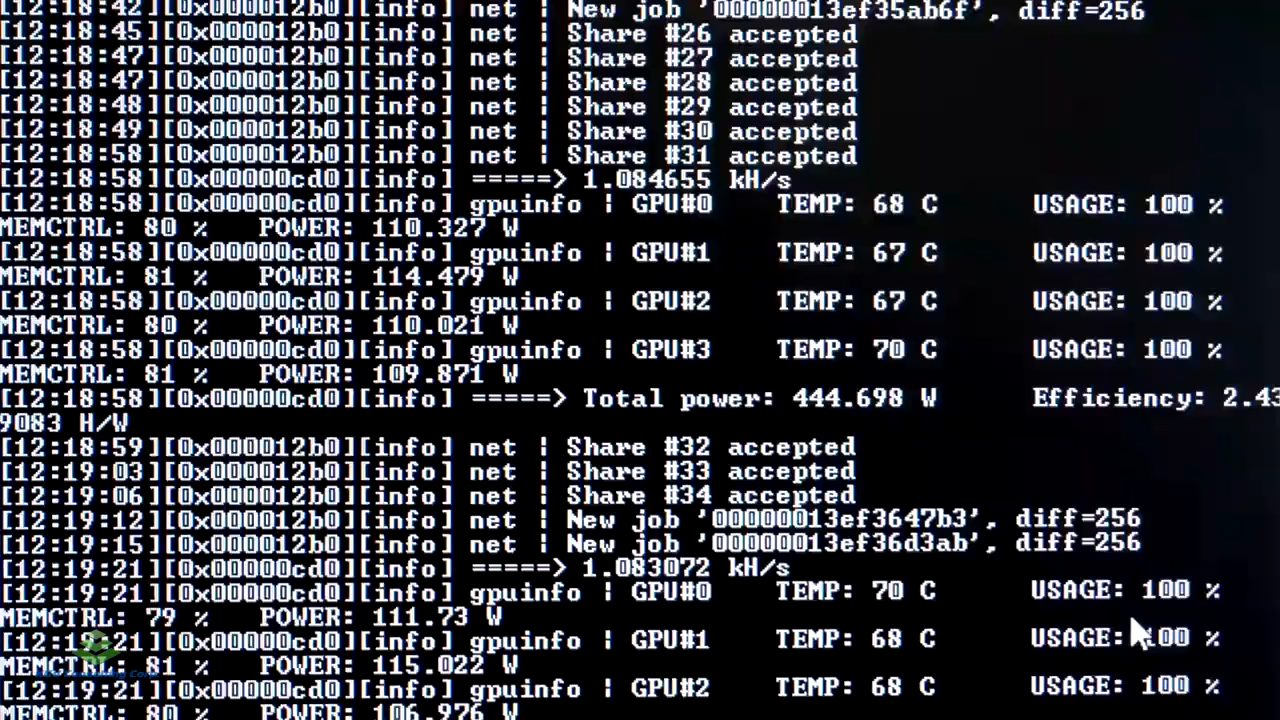 [12:18:42][0x000012b0][info] net ¦ New job '00000013ef35ab6f', diff=256
[12:18:45][0x000012b0][info] net ¦ Share #26 accepted
[12:18:47][0x000012b0][info] net ¦ Share #27 accepted
[12:18:47][0x000012b0][info] net ¦ Share #28 accepted
[12:18:48][0x000012b0][info] net ¦ Share #29 accepted
[12:18:49][0x000012b0][info] net ¦ Share #30 accepted
[12:18:58][0x000012b0][info] net ¦ Share #31 accepted
[12:18:58][0x00000cd0][info] =====> 1.084655 kH/s
[12:18:58][0x00000cd0][info] gpuinfo ¦ GPU#0 TEMP: 68 C USAGE: 100 %
MEMCTRL: 80 % POWER: 110.327 W
[12:18:58][0x00000cd0][info] gpuinfo ¦ GPU#1 TEMP: 67 C USAGE: 100 %
MEMCTRL: 81 % POWER: 114.479 W
[12:18:58][0x00000cd0][info] gpuinfo ¦ GPU#2 TEMP: 67 C USAGE: 100 %
MEMCTRL: 80 % POWER: 110.021 W
[12:18:58][0x00000cd0][info] gpuinfo ¦ GPU#3 TEMP: 70 C USAGE: 100 %
MEMCTRL: 81 % POWER: 109.871 W
[12:18:58][0x00000cd0][info] =====> Total power: 444.698 W Efficiency: 2.43
9083 H/W
[12:18:59][0x000012b0][info] net ¦ Share #32 accepted
[12:19:03][0x000012b0][info] net ¦ Share #33 accepted
[12:19:06][0x000012b0][info] net ¦ Share #34 accepted
[12:19:12][0x000012b0][info] net ¦ New job '00000013ef3647b3', diff=256
[12:19:15][0x000012b0][info] net ¦ New job '00000013ef36d3ab', diff=256
[12:19:21][0x00000cd0][info] =====> 1.083072 kH/s
[12:19:21][0x00000cd0][info] gpuinfo ¦ GPU#0 TEMP: 70 C USAGE: 100 %
MEMCTRL: 79 % POWER: 111.73 W
[12:19:21][0x00000cd0][info] gpuinfo ¦ GPU#1 TEMP: 68 C USAGE: 100 %
MEMCTRL: 81 % POWER: 115.022 W
[12:19:21][0x00000cd0][info] gpuinfo ¦ GPU#2 TEMP: 68 C USAGE: 100 %
MEMCTRL: 80 % POWER: 106.976 W